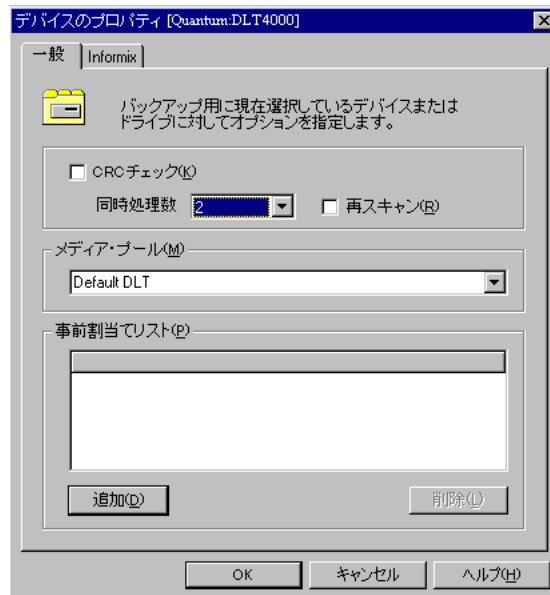 デバイスのプロパティ [Quantum:DLT4000]
一般
Informix
バックアップ用に現在選択しているデバイスまたは
ドライブに対してオプションを指定します。
CRCチェック(K)
同時処理数 2 再スキャン(R)
メディア・プール(M)
Default DLT
事前割当てリスト(P)
追加(D) 削除(L)
OK キャンセル ヘルプ(H)